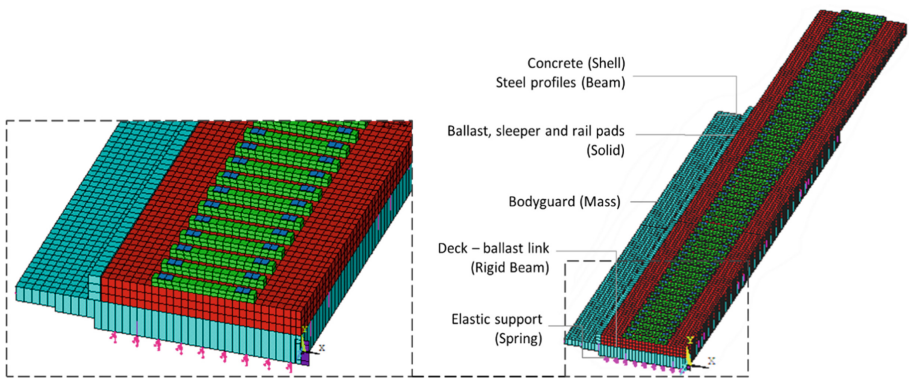 Concrete (Shell)
Steel profiles (Beam)
Ballast, sleeper and rail pads
(Solid)
Bodyguard (Mass)
Deck – ballast link
(Rigid Beam)
Elastic support
(Spring)
Y
X
Y
X